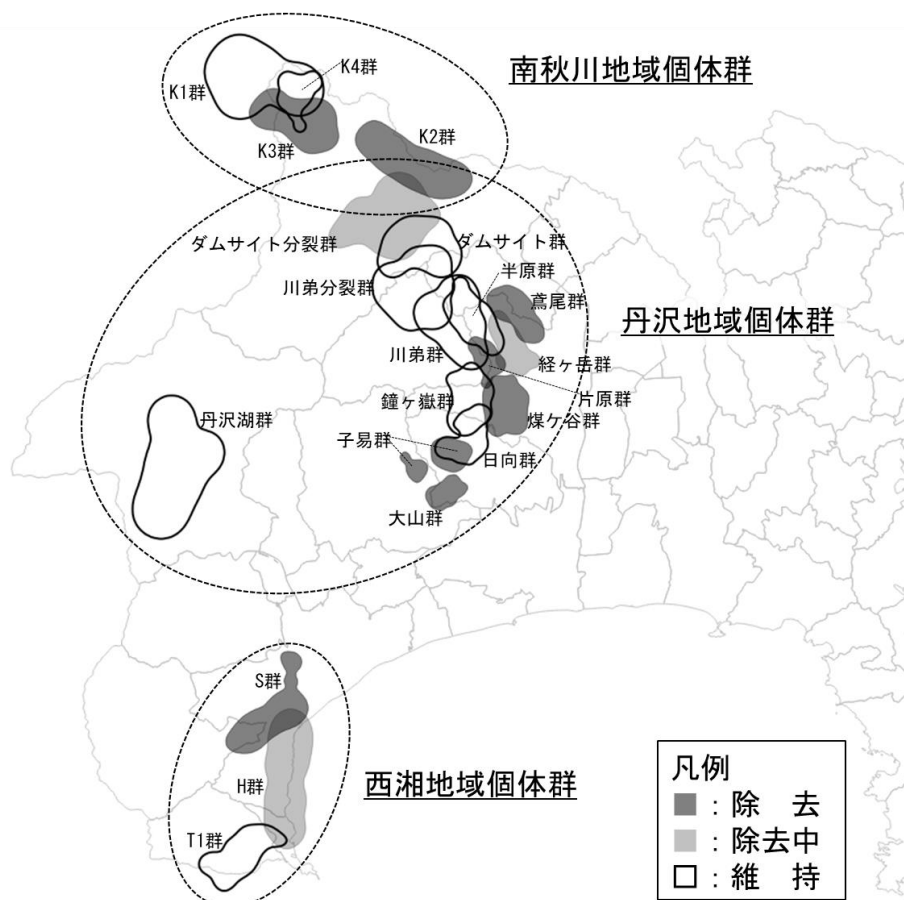 南秋川地域個体群
K4群
K1群
K2群
K3群
ダムサイト分裂群
ダムサイト群
半原群
川弟分裂群
鳶尾群
丹沢地域個体群
川弟群
経ヶ岳群
片原群
鐘ヶ嶽群
丹沢湖群
煤ケ谷群
子易群
日向群
大山群
S群
H群
西湘地域個体群
T1群
凡例
：除　去
：除去中
：維　持